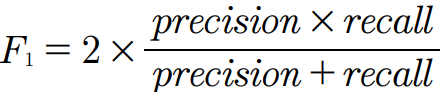 F₁ = 2 × precision × recall / precision + recall